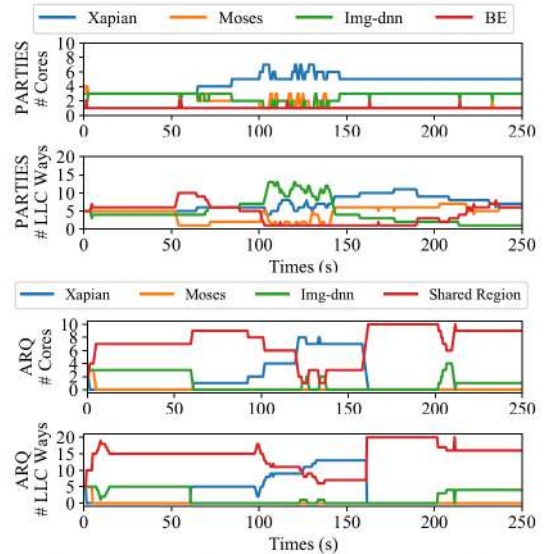 Xapian Moses Img-dnn BE
PARTIES
# Cores
10
8
6
4
2
0
0 50 100 150 200 250
PARTIES
# LLC Ways
20
15
10
5
0
0 50 100 150 200 250
Times (s)
Xapian Moses Img-dnn Shared Region
ARQ
# Cores
10
8
6
4
2
0
0 50 100 150 200 250
ARQ
# LLC Ways
20
15
10
5
0
0 50 100 150 200 250
Times (s)